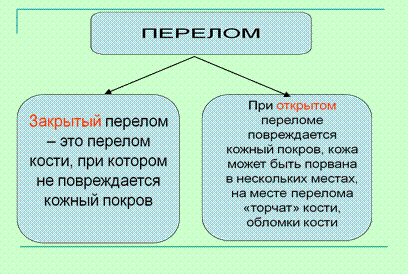 ПЕРЕЛОМ
Закрытый перелом
– это перелом
кости, при котором
не повреждается
кожный покров
При открытом
переломе
повреждается
кожный покров, кожа
может быть порвана
в нескольких местах,
на месте перелома
«торчат» кости,
обломки кости